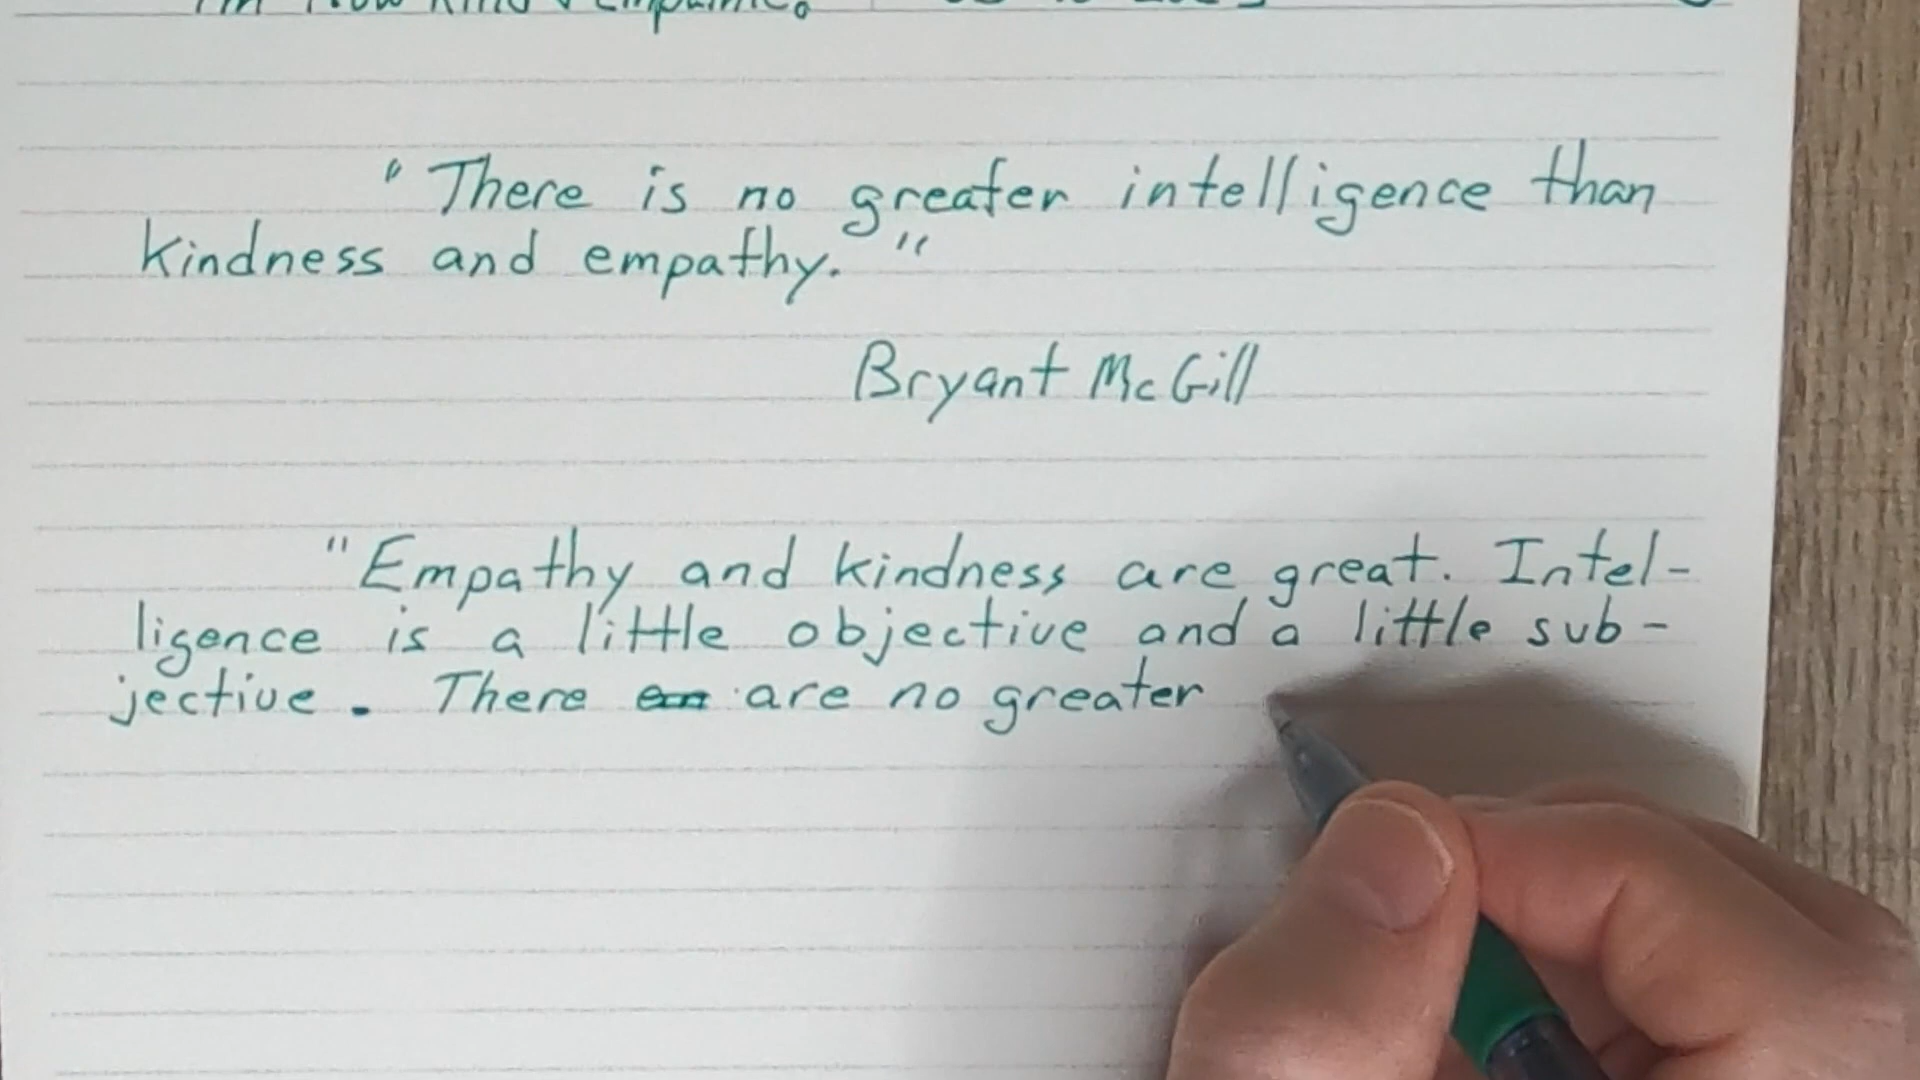 "There is no greater intelligence than
kindness and empathy."
Bryant McGill
"Empathy and kindness are great. Intel-
ligence is a little objective and a little sub-
jective. There are no greater